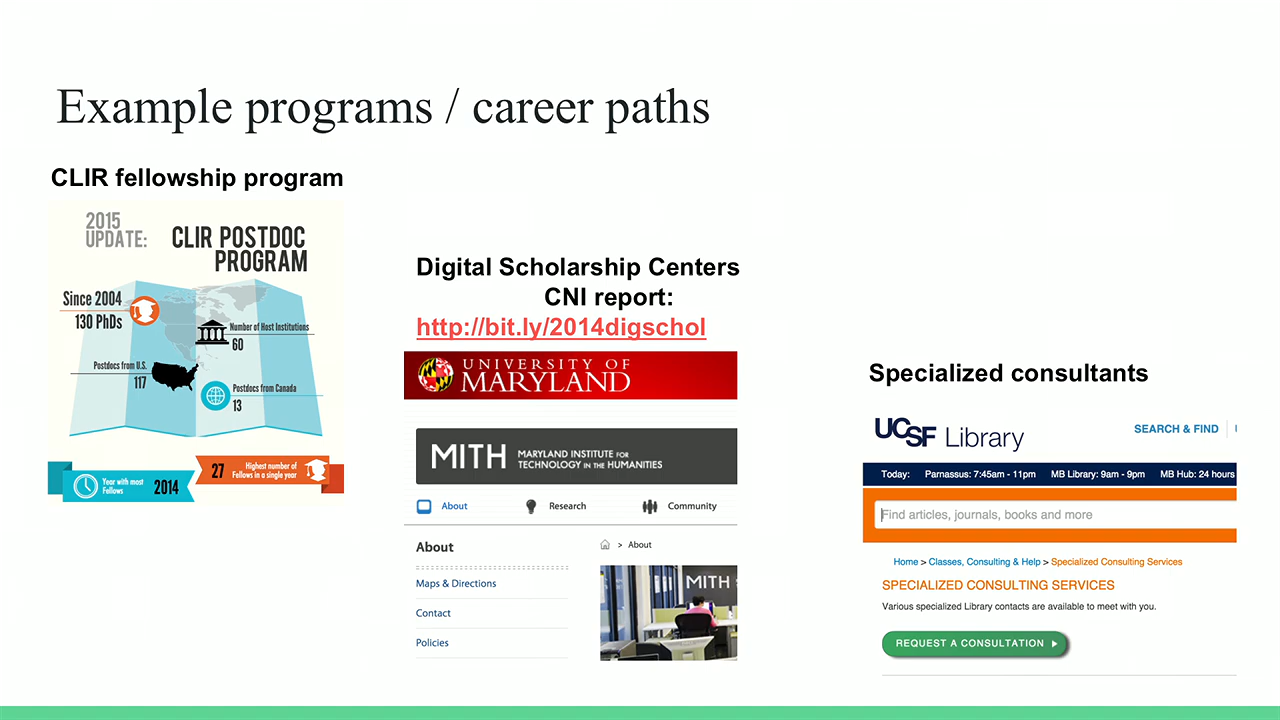 Example programs / career paths
CLIR fellowship program
2015
UPDATE:
CLIR POSTDOC
PROGRAM
Since 2004
130 PhDs
Number of Host Institutions
60
Postdocs from U.S.
117
Postdocs from Canada
13
Year with most
Fellows
2014
27
Highest number of
Fellows in a single year
Digital Scholarship Centers
CNI report:
http://bit.ly/2014digschol
UNIVERSITY OF
MARYLAND
MITH
MARYLAND INSTITUTE FOR
TECHNOLOGY IN THE HUMANITIES
About
Research
Community
About
> About
Maps & Directions
Contact
Policies
MITH
Specialized consultants
UCSF Library
SEARCH & FIND
Today: Parnassus: 7:45am - 11pm MB Library: 9am - 9pm MB Hub: 24 hours
Find articles, journals, books and more
Home > Classes, Consulting & Help > Specialized Consulting Services
SPECIALIZED CONSULTING SERVICES
Various specialized Library contacts are available to meet with you.
REQUEST A CONSULTATION